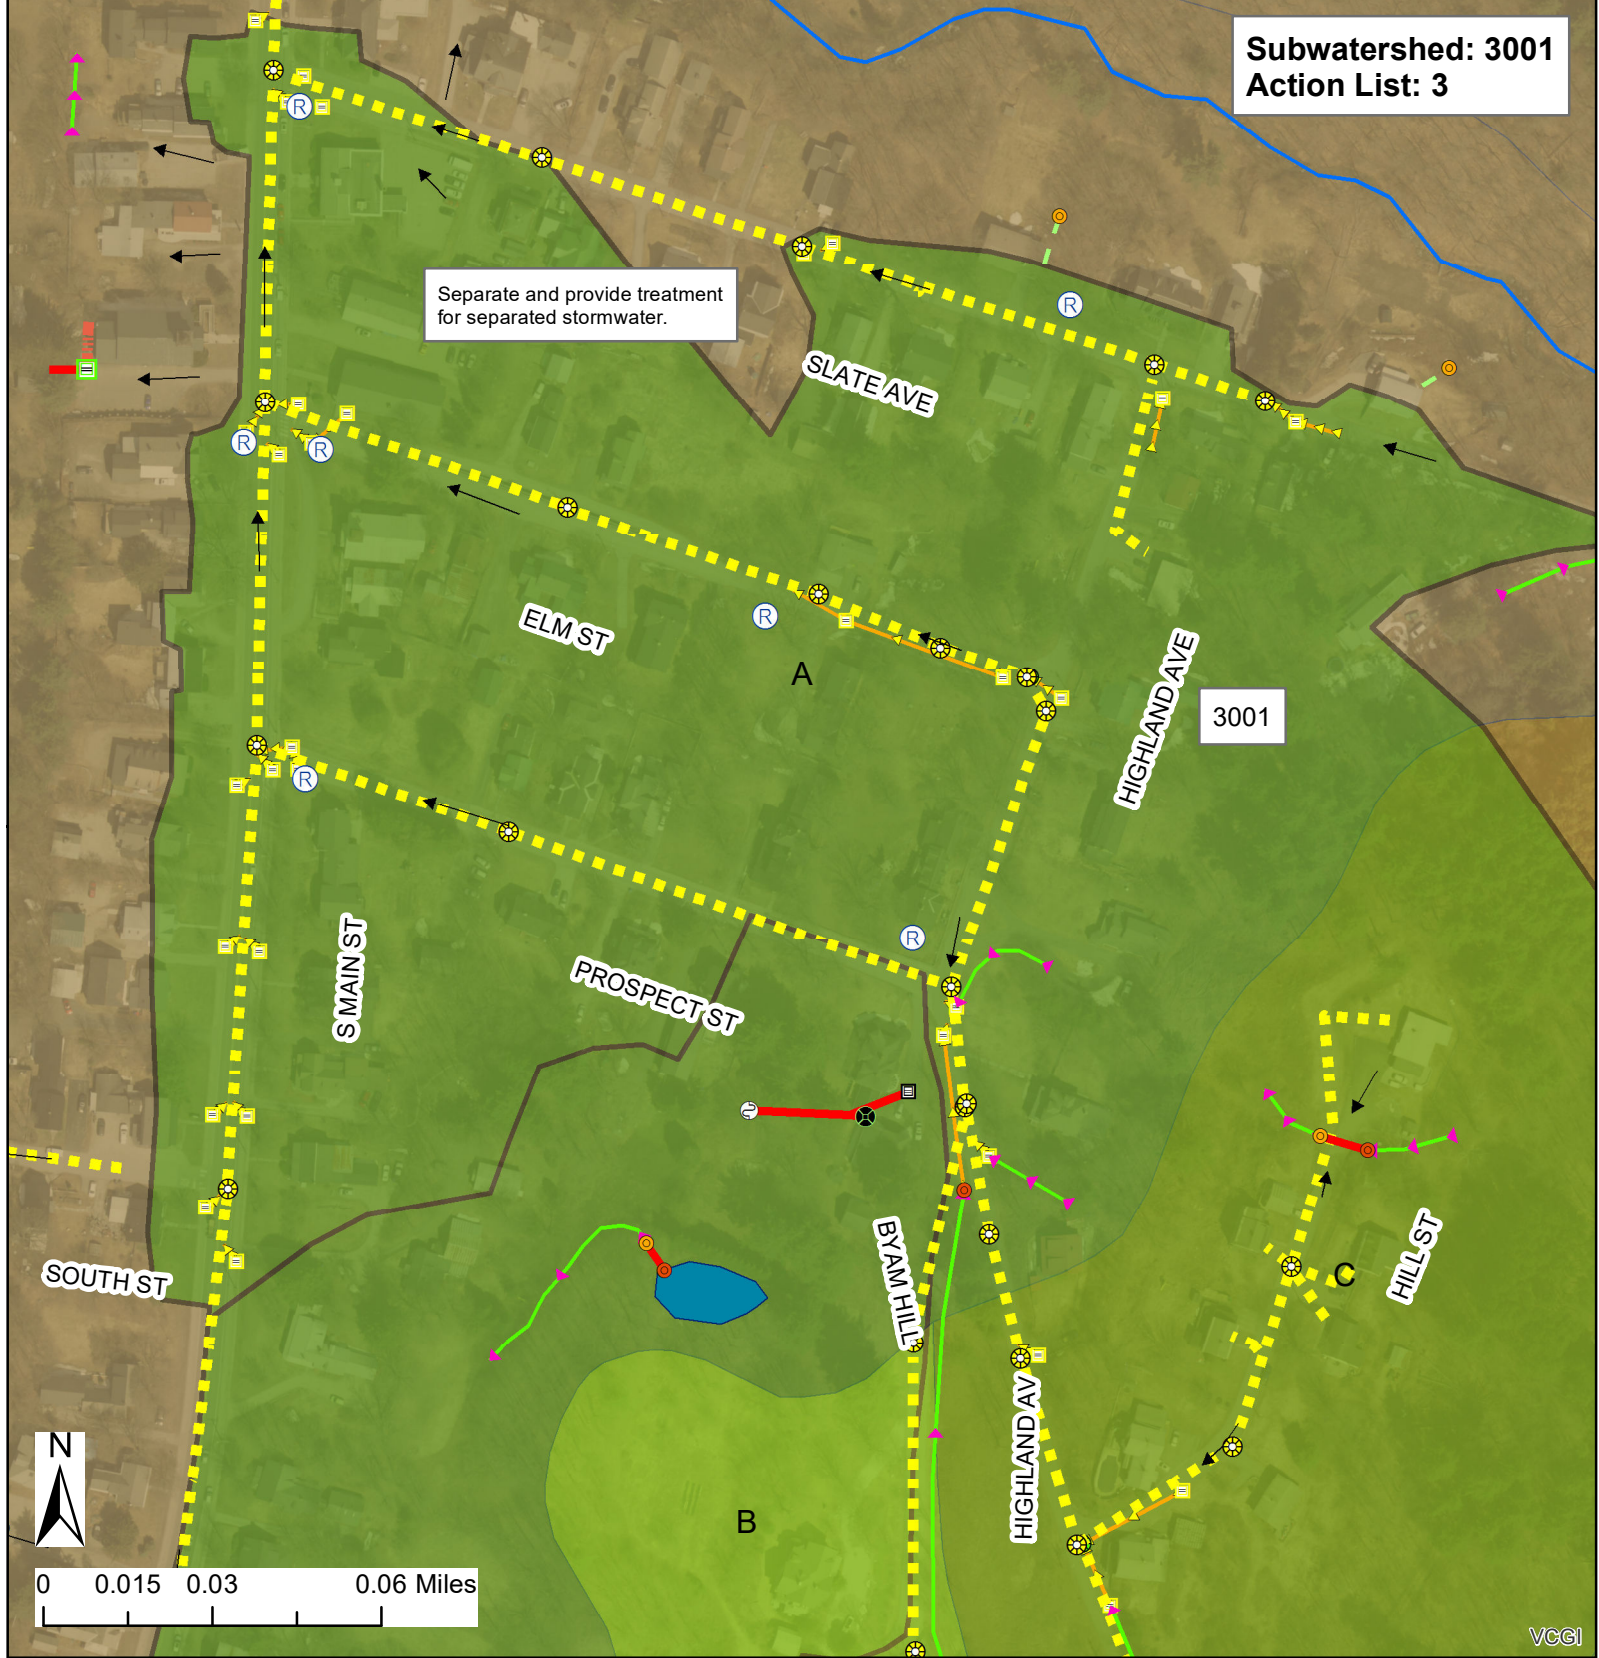 Subwatershed: 3001
Action List: 3
R
Separate and provide treatment
for separated stormwater.
R
SLATE AVE
R
R
R
ELM ST
A
HIGHLAND AVE
3001
R
R
S MAIN ST
PROSPECT ST
SOUTH ST
BYAM HILL
HILL ST
C
HIGHLAND AV
B
N
0 0.015 0.03 0.06 Miles
VCGI